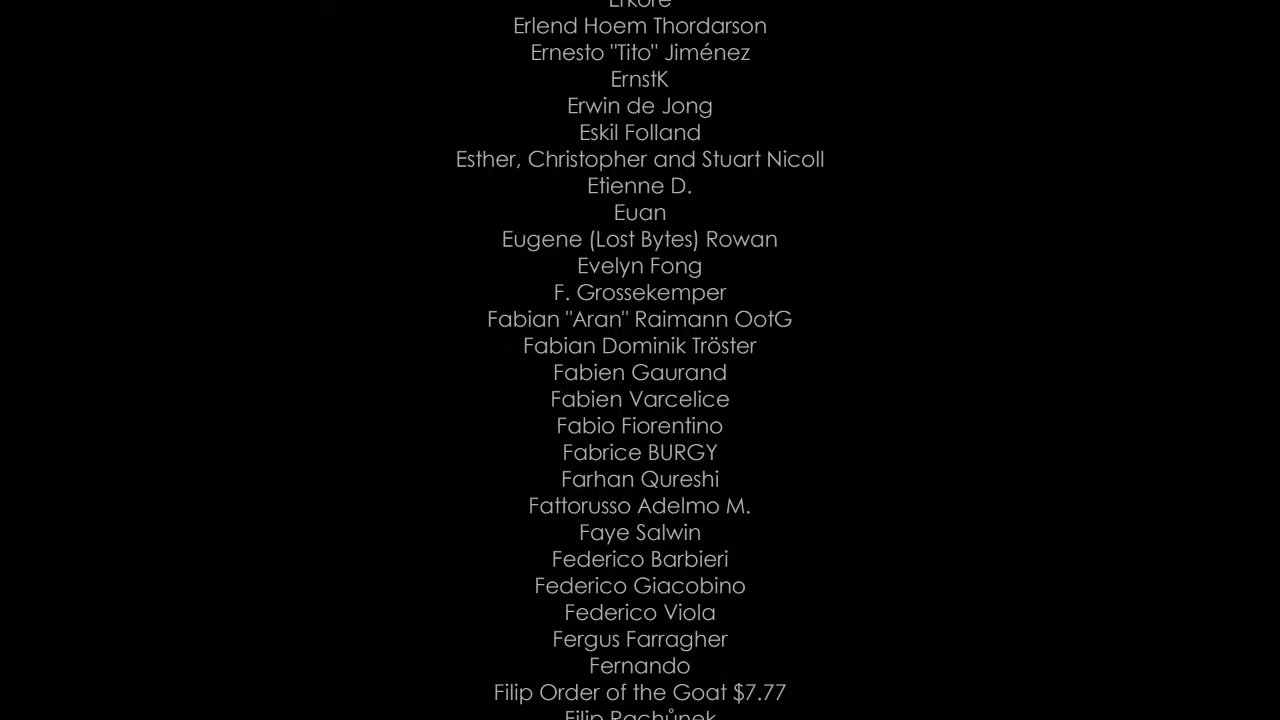 Erkore
Erlend Hoem Thordarson
Ernesto "Tito" Jiménez
ErnstK
Erwin de Jong
Eskil Folland
Esther, Christopher and Stuart Nicoll
Etienne D.
Euan
Eugene (Lost Bytes) Rowan
Evelyn Fong
F. Grossekemper
Fabian "Aran" Raimann OotG
Fabian Dominik Tröster
Fabien Gaurand
Fabien Varcelice
Fabio Fiorentino
Fabrice BURGY
Farhan Qureshi
Fattorusso Adelmo M.
Faye Salwin
Federico Barbieri
Federico Giacobino
Federico Viola
Fergus Farragher
Fernando
Filip Order of the Goat $7.77
Filip Pachůnek